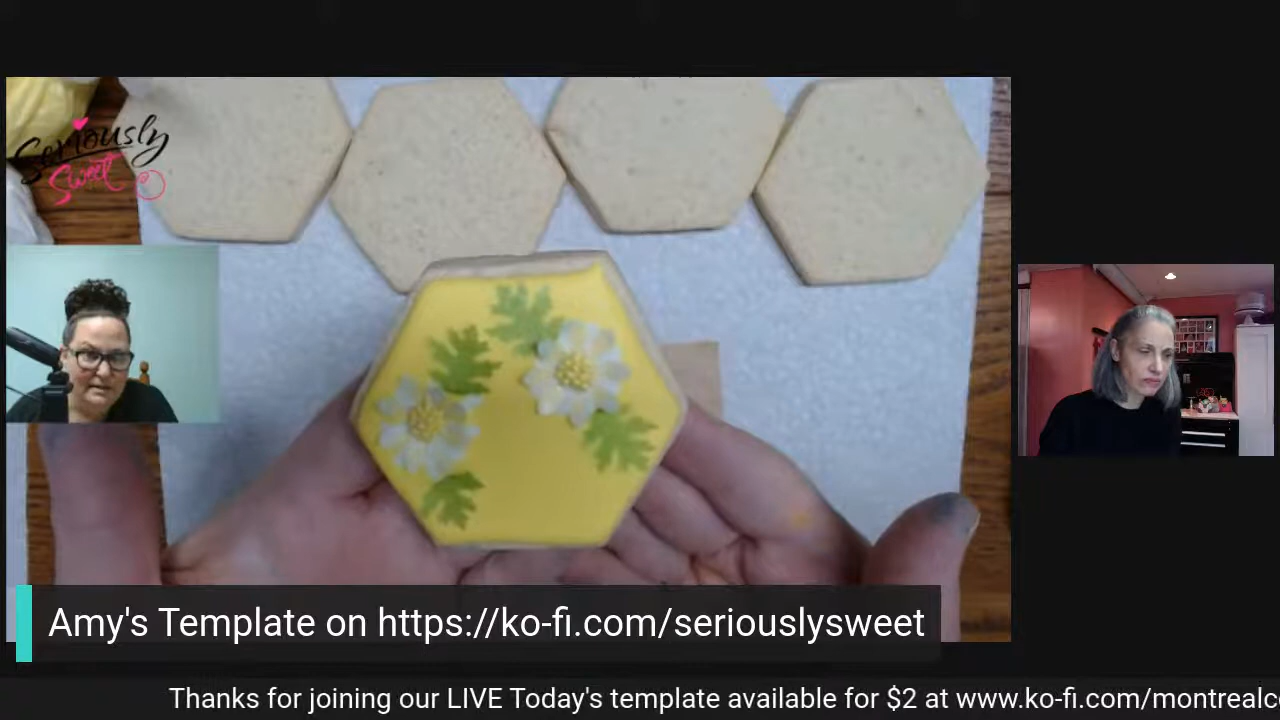 Seriously
Sweet
Amy's Template on https://ko-fi.com/seriouslysweet
Thanks for joining our LIVE Today's template available for $2 at www.ko-fi.com/montrealc